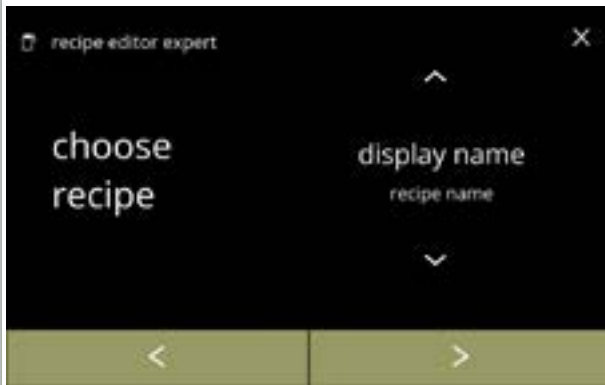 recipe editor expert
choose
recipe
display name
recipe name